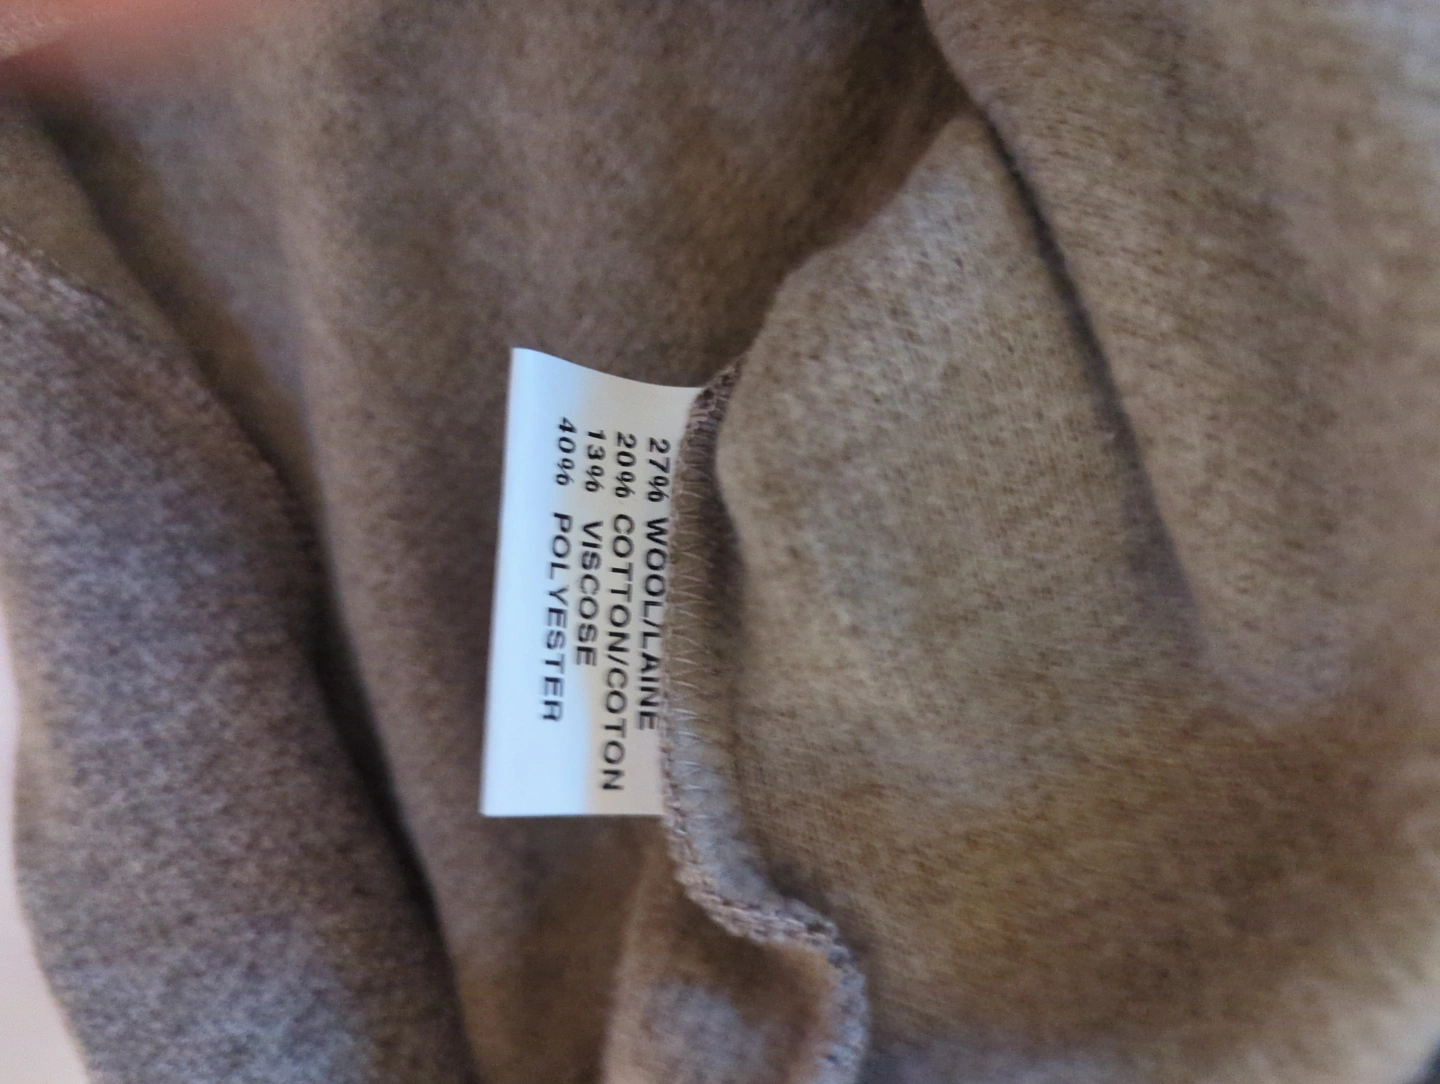 27% WOOL/LAINE
20% COTTON/COTON
13% VISCOSE
40% POLYESTER